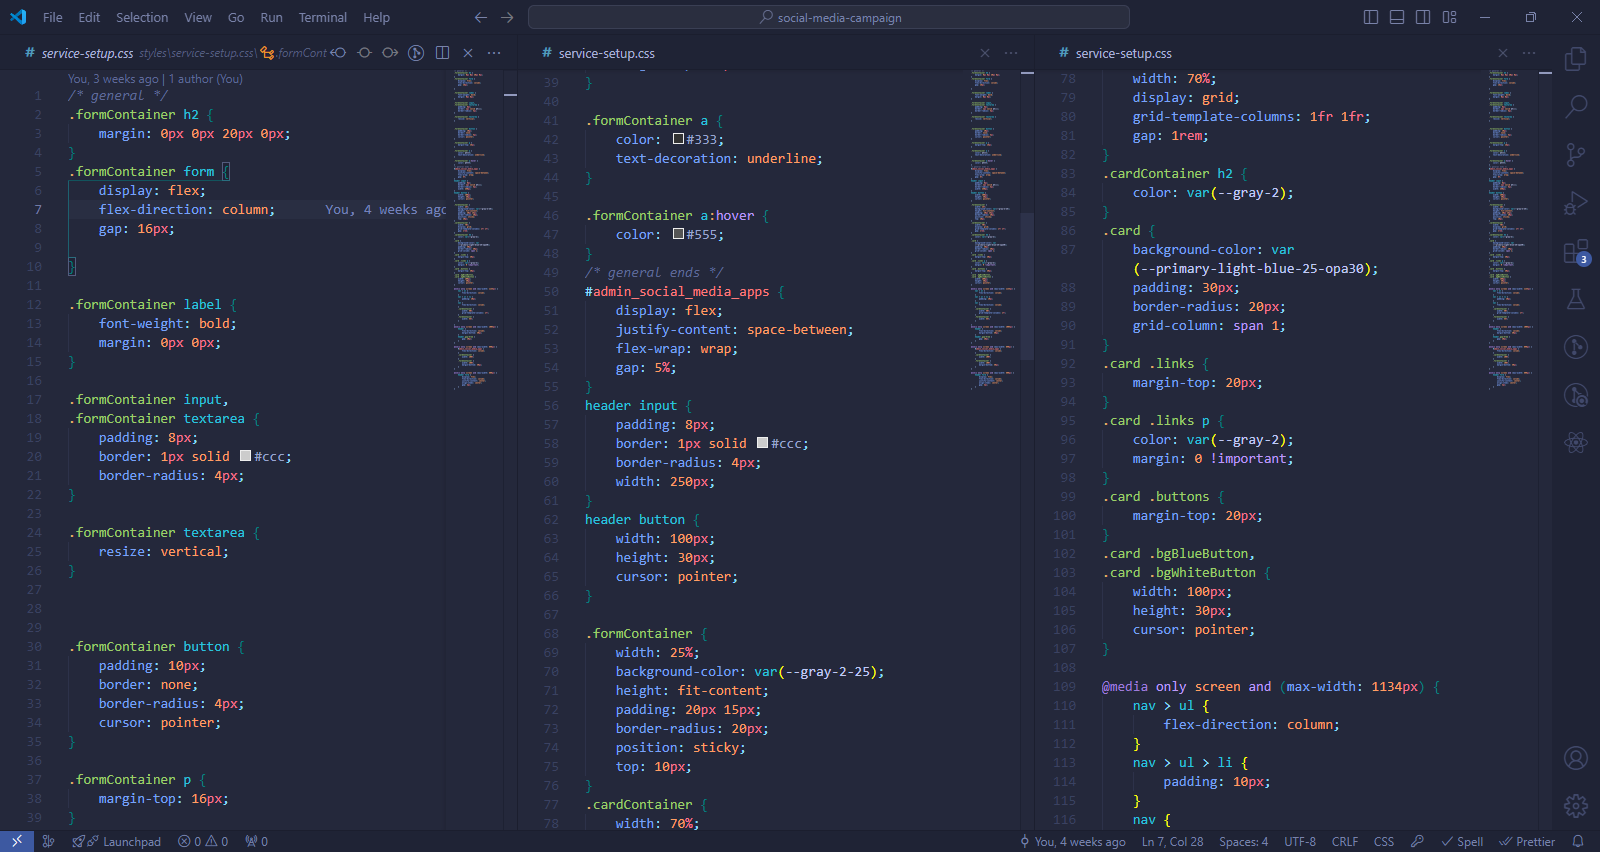 File Edit Selection View Go Run Terminal Help
social-media-campaign
# service-setup.css styles\service-setup.css\ .formCont
You, 3 weeks ago | 1 author (You)
1 /* general */
2 .formContainer h2 {
3 margin: 0px 0px 20px 0px;
4 }
5 .formContainer form {
6 display: flex;
7 flex-direction: column; You, 4 weeks ago
8 gap: 16px;
9
10 }
11
12 .formContainer label {
13 font-weight: bold;
14 margin: 0px 0px;
15 }
16
17 .formContainer input,
18 .formContainer textarea {
19 padding: 8px;
20 border: 1px solid #ccc;
21 border-radius: 4px;
22 }
23
24 .formContainer textarea {
25 resize: vertical;
26 }
27
28
29
30 .formContainer button {
31 padding: 10px;
32 border: none;
33 border-radius: 4px;
34 cursor: pointer;
35 }
36
37 .formContainer p {
38 margin-top: 16px;
39 }
# service-setup.css
39 }
40
41 .formContainer a {
42 color: #333;
43 text-decoration: underline;
44 }
45
46 .formContainer a:hover {
47 color: #555;
48 }
49 /* general ends */
50 #admin_social_media_apps {
51 display: flex;
52 justify-content: space-between;
53 flex-wrap: wrap;
54 gap: 5%;
55 }
56 header input {
57 padding: 8px;
58 border: 1px solid #ccc;
59 border-radius: 4px;
60 width: 250px;
61 }
62 header button {
63 width: 100px;
64 height: 30px;
65 cursor: pointer;
66 }
67
68 .formContainer {
69 width: 25%;
70 background-color: var(--gray-2-25);
71 height: fit-content;
72 padding: 20px 15px;
73 border-radius: 20px;
74 position: sticky;
75 top: 10px;
76 }
77 .cardContainer {
78 width: 70%;
# service-setup.css
78 width: 70%;
79 display: grid;
80 grid-template-columns: 1fr 1fr;
81 gap: 1rem;
82 }
83 .cardContainer h2 {
84 color: var(--gray-2);
85 }
86 .card {
87 background-color: var
(--primary-light-blue-25-opa30);
88 padding: 30px;
89 border-radius: 20px;
90 grid-column: span 1;
91 }
92 .card .links {
93 margin-top: 20px;
94 }
95 .card .links p {
96 color: var(--gray-2);
97 margin: 0 !important;
98 }
99 .card .buttons {
100 margin-top: 20px;
101 }
102 .card .bgBlueButton,
103 .card .bgWhiteButton {
104 width: 100px;
105 height: 30px;
106 cursor: pointer;
107 }
108
109 @media only screen and (max-width: 1134px) {
110 nav > ul {
111 flex-direction: column;
112 }
113 nav > ul > li {
114 padding: 10px;
115 }
116 nav {
3
Launchpad 0 0 0
You, 4 weeks ago Ln 7, Col 28 Spaces: 4 UTF-8 CRLF CSS Spell Prettier